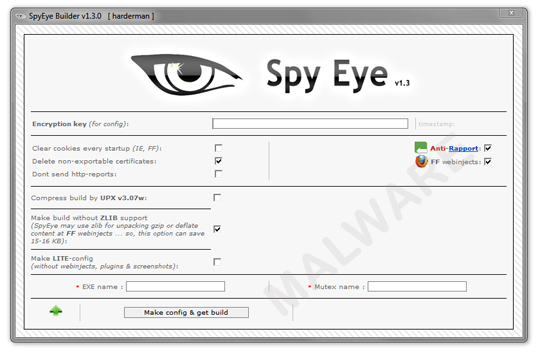 SpyEye Builder v1.3.0 [ harderman ]
Spy Eye v1.3
Encryption key (for config):
timestamp:
Clear cookies every startup (IE, FF):
Anti-Rapport:
Delete non-exportable certificates:
FF webinjects:
Dont send http-reports:
Compress build by UPX v3.07w:
Make build without ZLIB support
(SpyEye may use zlib for unpacking gzip or deflate
content at FF webinjects ... so, this option can save
15-16 KB):
Make LITE-config
(without webinjects, plugins & screenshots):
* EXE name :
* Mutex name :
Make config & get build
MALWARE